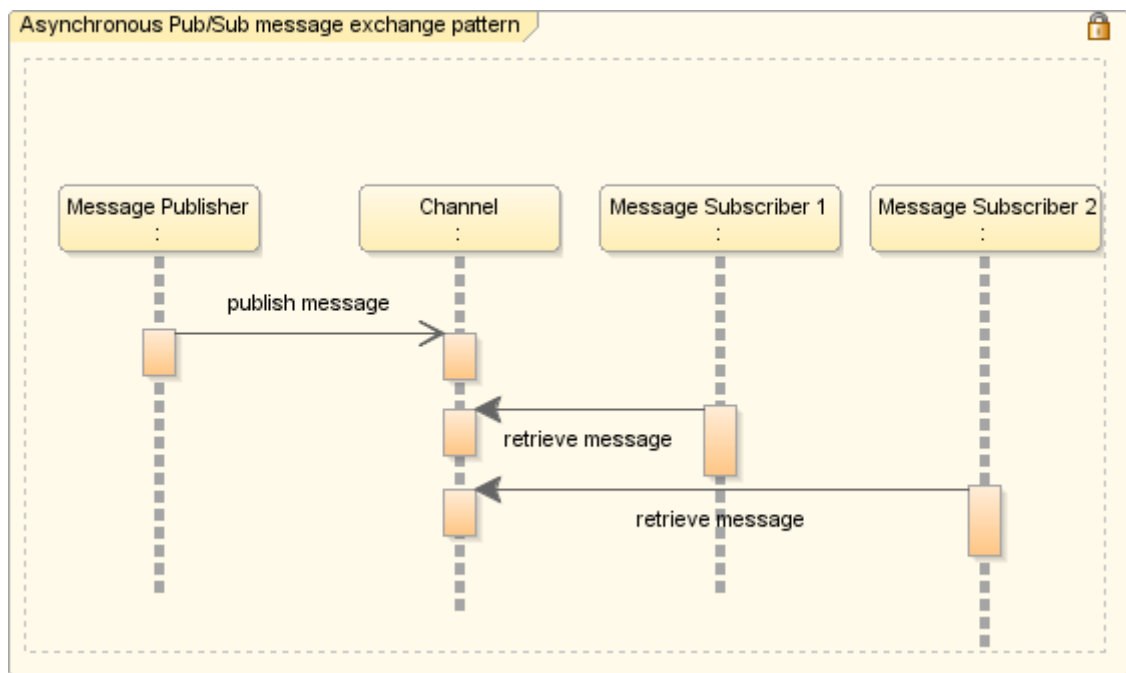 Asynchronous Pub/Sub message exchange pattern
Message Publisher
:
Channel
:
Message Subscriber 1
:
Message Subscriber 2
:
publish message
retrieve message
retrieve message